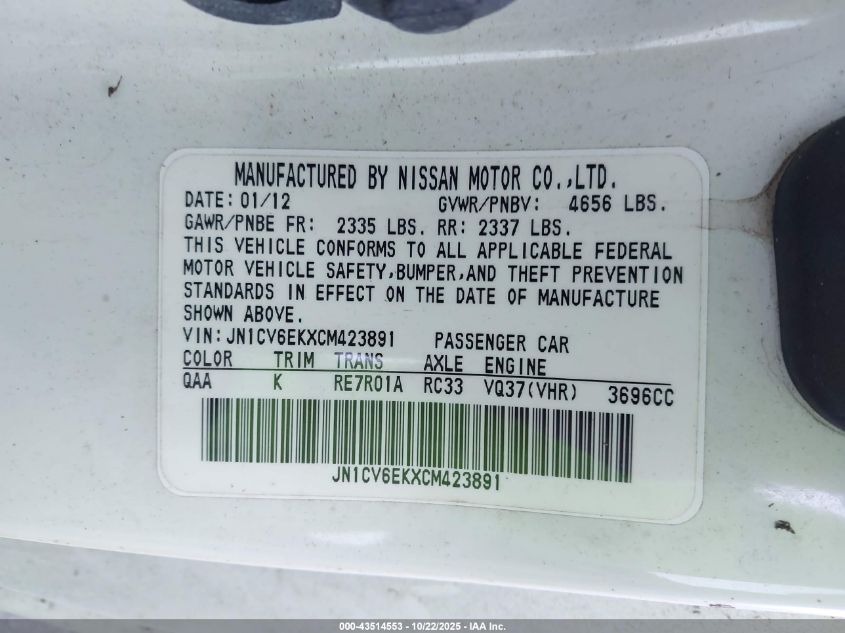 MANUFACTURED BY NISSAN MOTOR CO.,LTD.
DATE: 01/12 GVWR/PNBV: 4656 LBS.
GAWR/PNBE FR: 2335 LBS. RR: 2337 LBS.
THIS VEHICLE CONFORMS TO ALL APPLICABLE FEDERAL
MOTOR VEHICLE SAFETY,BUMPER,AND THEFT PREVENTION
STANDARDS IN EFFECT ON THE DATE OF MANUFACTURE
SHOWN ABOVE.
VIN: JN1CV6EKXCM423891 PASSENGER CAR
COLOR TRIM TRANS AXLE ENGINE
QAA K RE7R01A RC33 VQ37(VHR) 3696CC
JN1CV6EKXCM423891
000-43514553 - 10/22/2025 - IAA Inc.